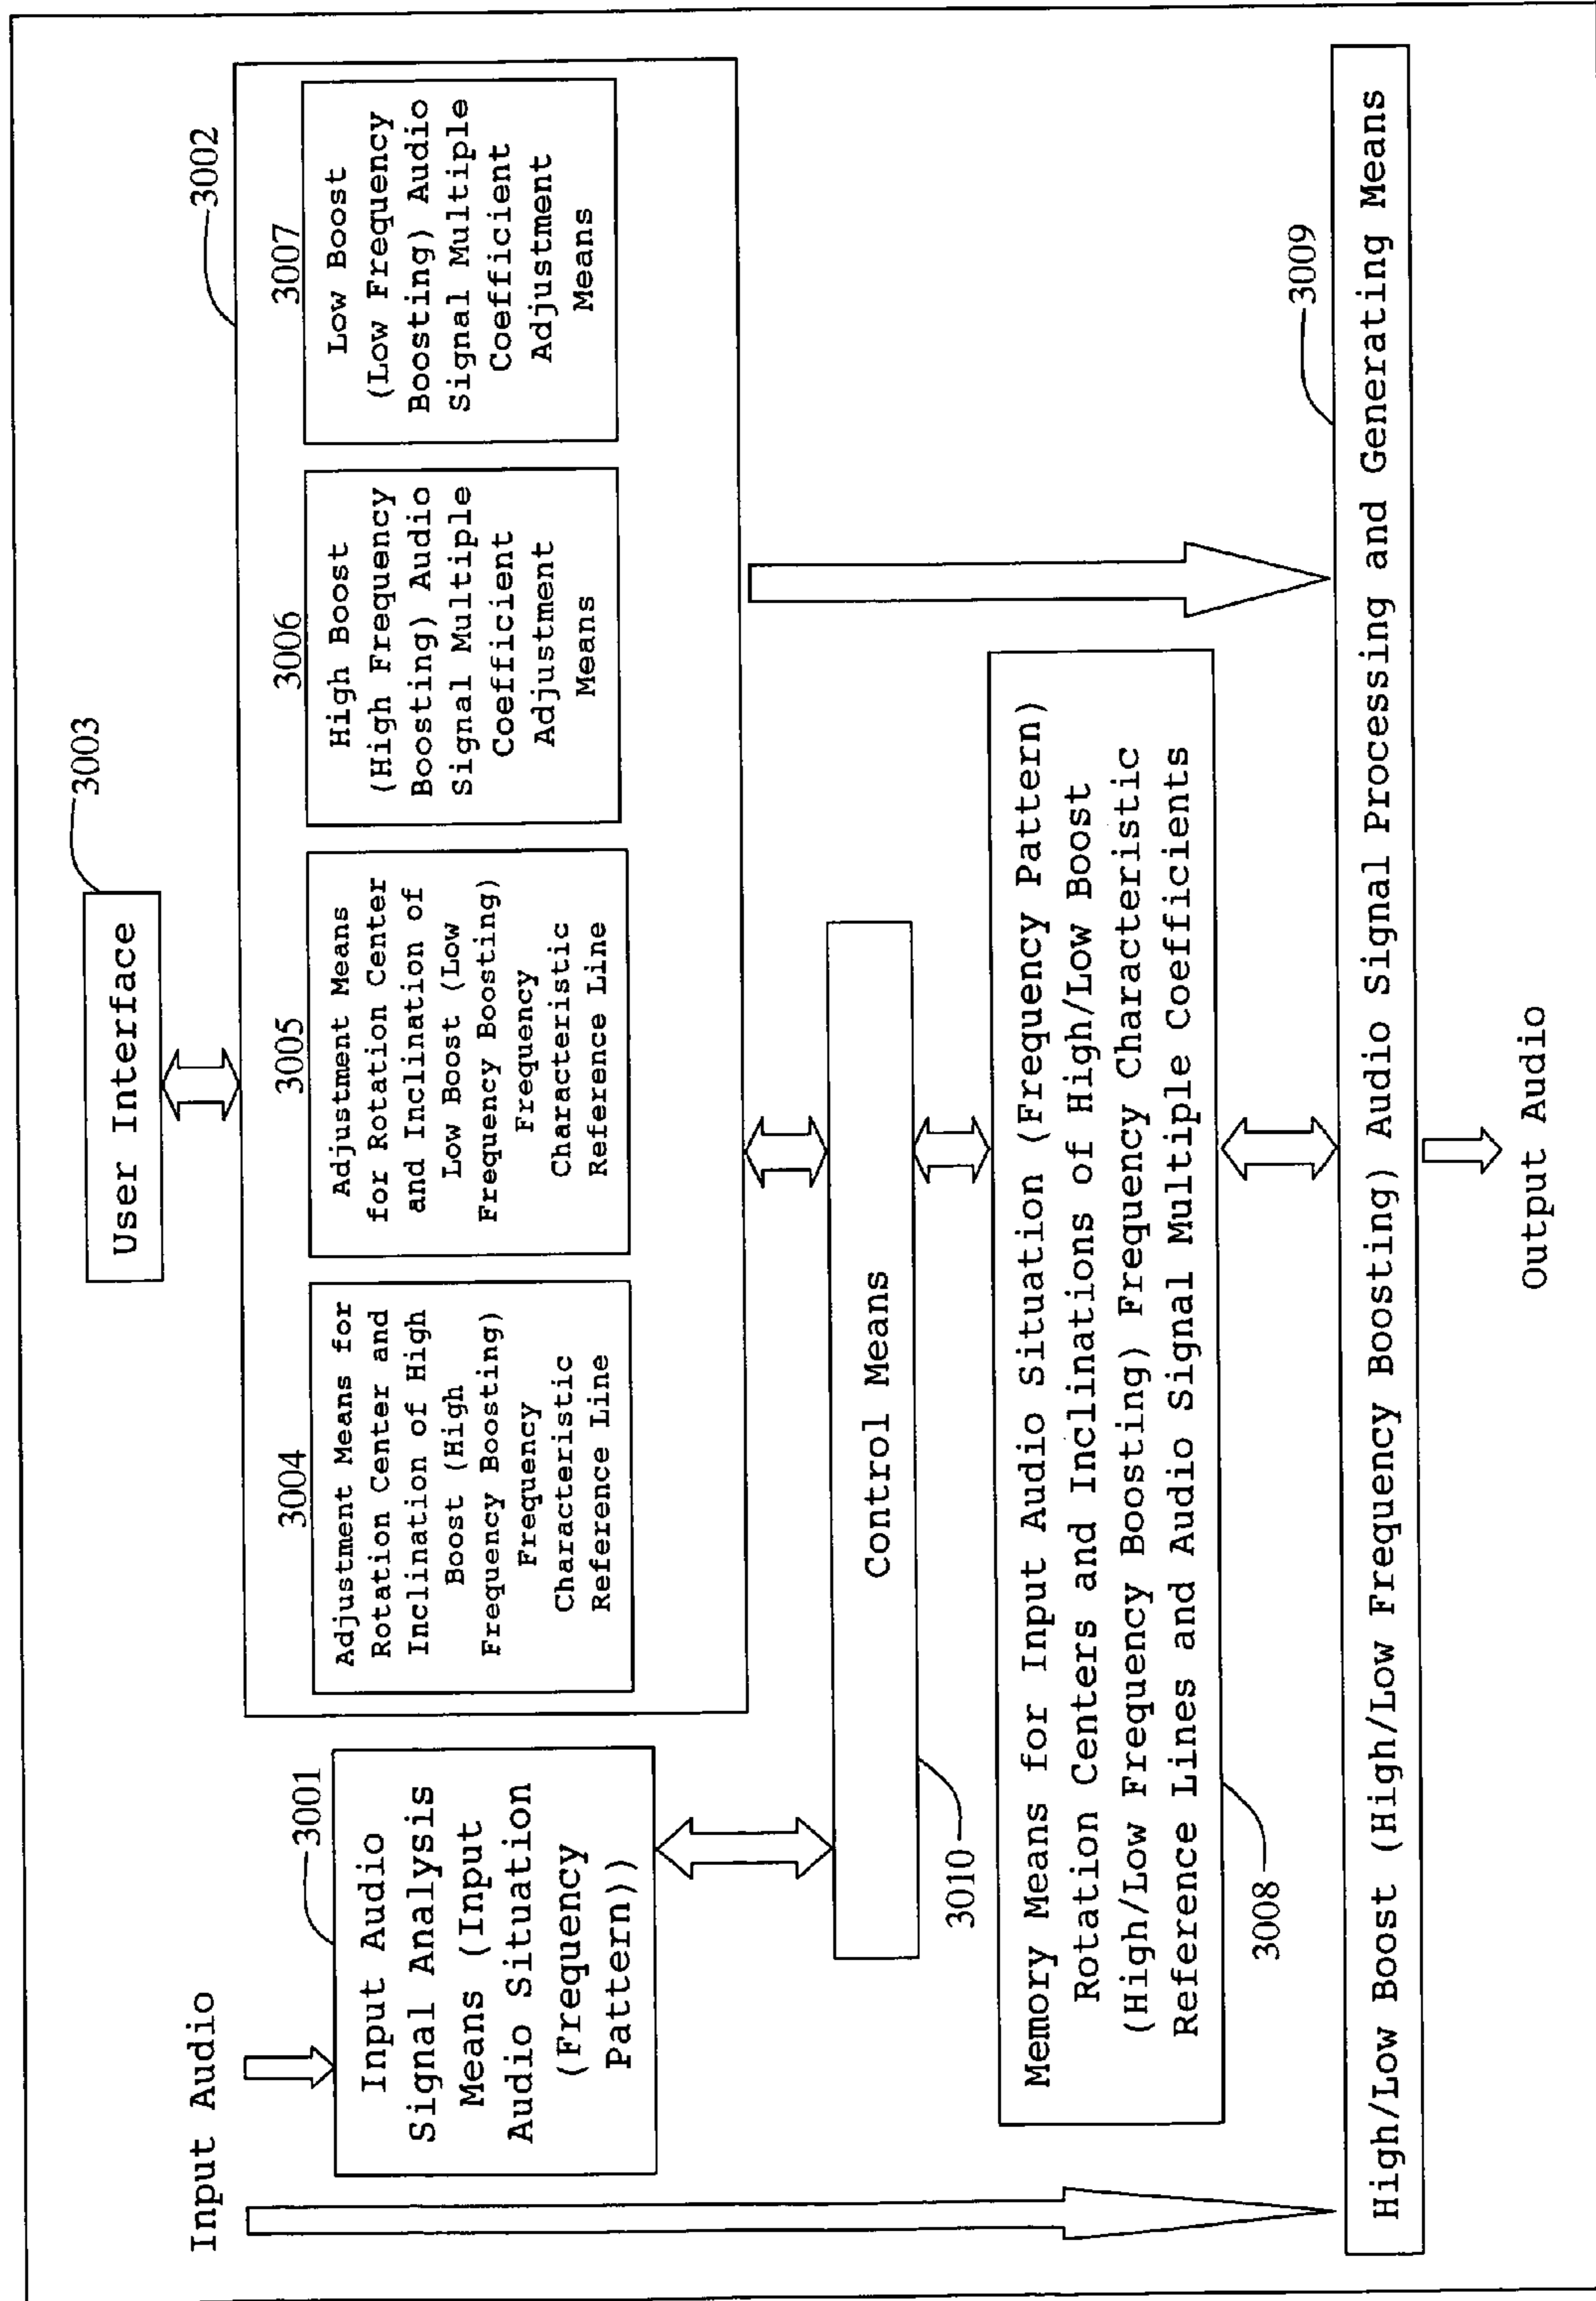 User Interface
3003
3002
Input Audio
3001
Input Audio
Signal Analysis
Means (Input
Audio Situation
(Frequency
Pattern))
3004
Adjustment Means for
Rotation Center and
Inclination of High
Boost (High
Frequency Boosting)
Frequency
Characteristic
Reference Line
3005
Adjustment Means
for Rotation Center
and Inclination of
Low Boost (Low
Frequency Boosting)
Frequency
Characteristic
Reference Line
3006
High Boost
(High Frequency
Boosting) Audio
Signal Multiple
Coefficient
Adjustment
Means
3007
Low Boost
(Low Frequency
Boosting) Audio
Signal Multiple
Coefficient
Adjustment
Means
Control Means
3010
Memory Means for Input Audio Situation (Frequency Pattern)
Rotation Centers and Inclinations of High/Low Boost
(High/Low Frequency Boosting) Frequency Characteristic
Reference Lines and Audio Signal Multiple Coefficients
3008
3009
High/Low Boost (High/Low Frequency Boosting) Audio Signal Processing and Generating Means
Output Audio